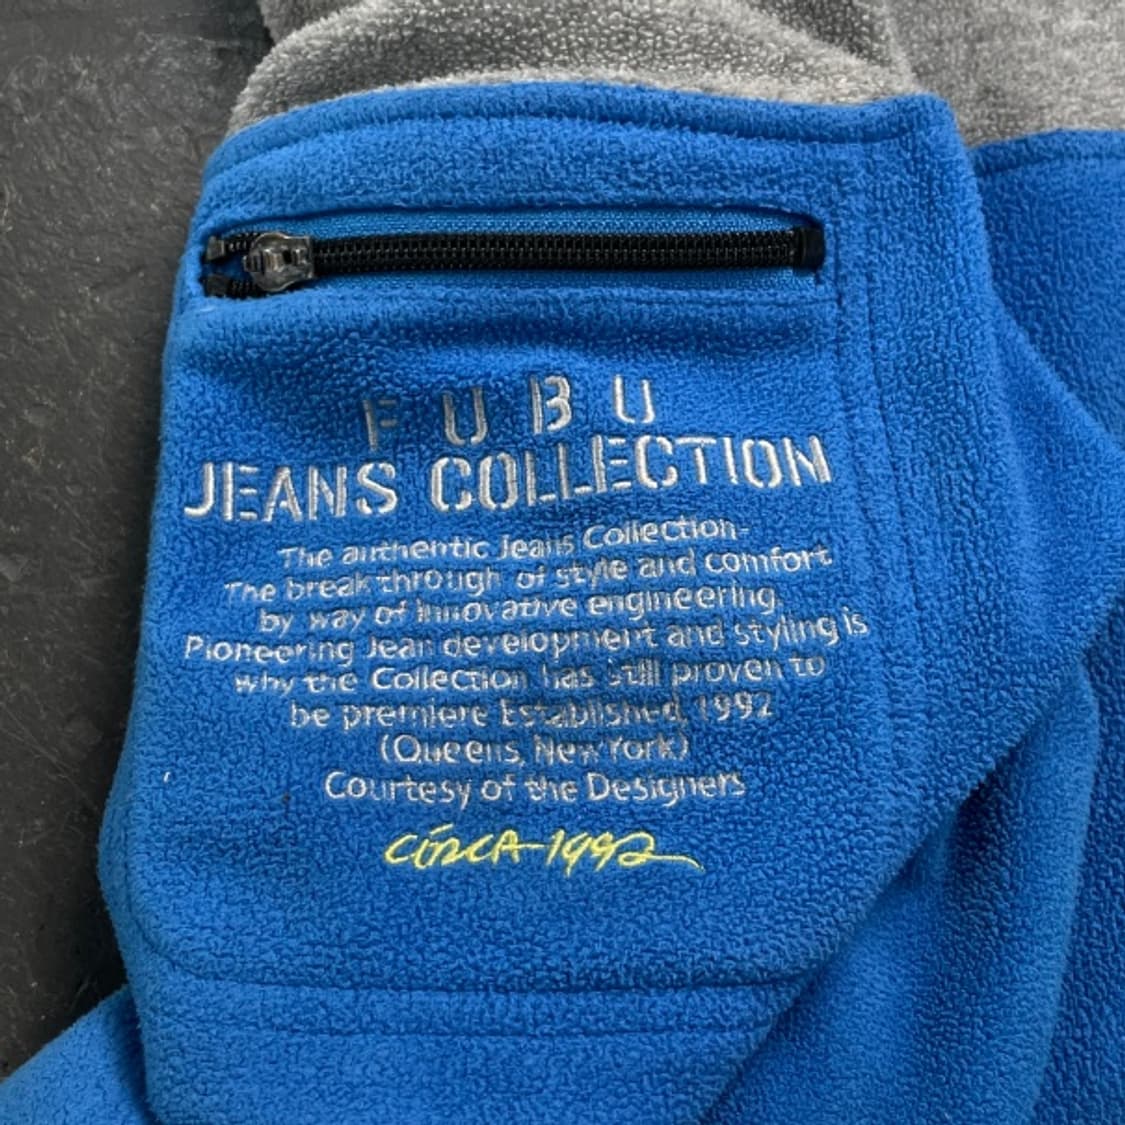 FUBU
JEANS COLLECTION
The authentic Jeans Collection-
The break through of style and comfort
by way of innovative engineering.
Pioneering Jean development and styling is
why the Collection has still proven to
be premiere Established 1992
(Queens, New York)
Courtesy of the Designers
CIRCA-1992